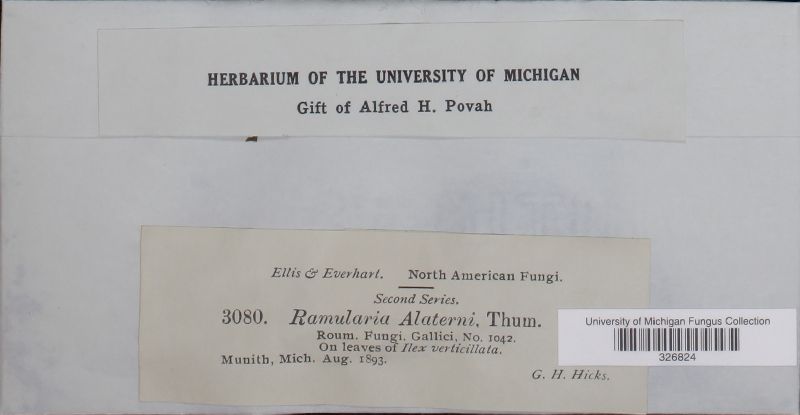 HERBARIUM OF THE UNIVERSITY OF MICHIGAN
Gift of Alfred H. Povah
Ellis & Everhart. North American Fungi.
Second Series.
3080. Ramularia Alaterni, Thum.
Roum. Fungi. Gallici, No. 1042.
On leaves of Ilex verticillata.
Munith, Mich. Aug. 1893.
G. H. Hicks.
University of Michigan Fungus Collection
326824